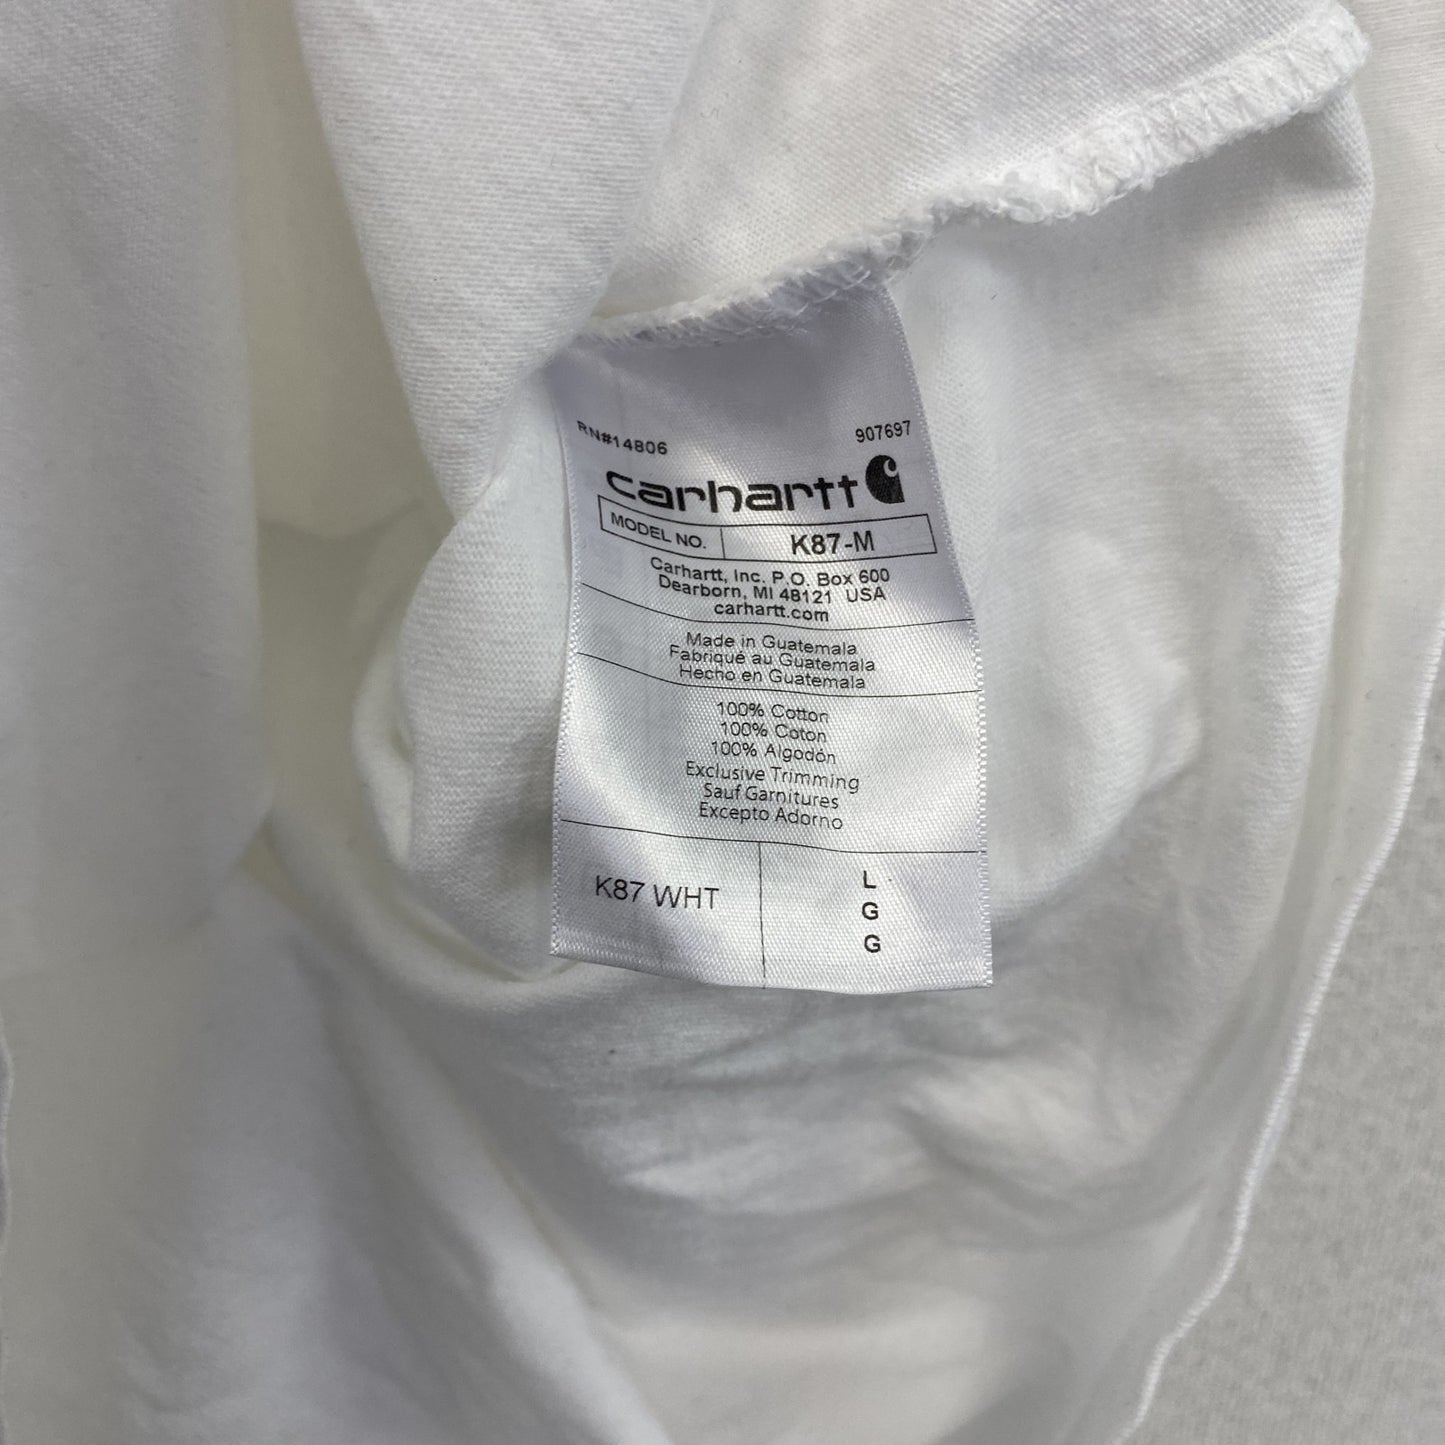 RN#14806 907697
carhartt
MODEL NO. K87-M
Carhartt, Inc. P.O. Box 600
Dearborn, MI 48121 USA
carhartt.com
Made in Guatemala
Fabriqué au Guatemala
Hecho en Guatemala
100% Cotton
100% Coton
100% Algodón
Exclusive Trimming
Sauf Garnitures
Excepto Adorno
K87 WHT
L
G
G